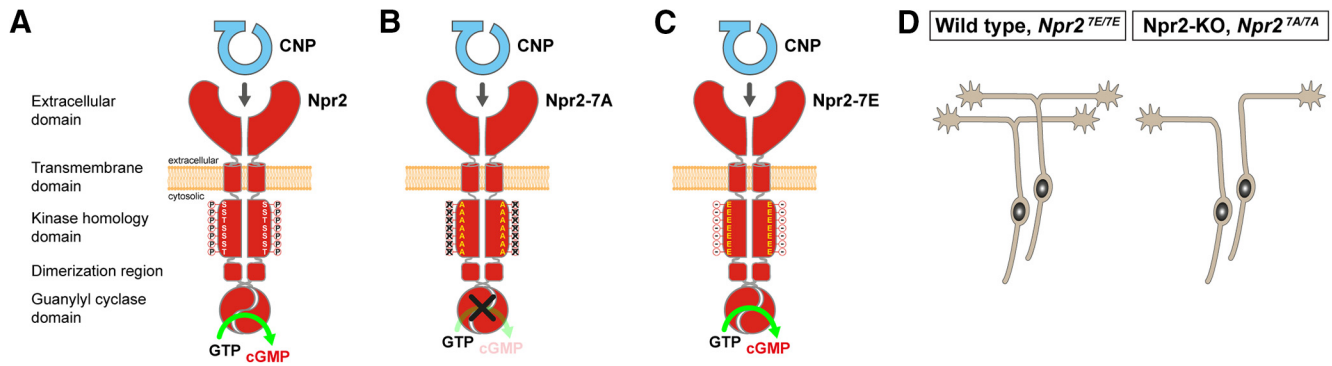 A
CNP
Npr2
Extracellular
domain
extracellular
Transmembrane
domain
cytosolic
Kinase homology
domain
P S S P
P S S P
P T T P
P S S P
P S S P
P S S P
P T T P
Dimerization region
Guanylyl cyclase
domain
GTP
cGMP
B
CNP
Npr2-7A
X A A X
X A A X
X A A X
X A A X
X A A X
X A A X
X A A X
GTP
cGMP
C
CNP
Npr2-7E
- E E -
- E E -
- E E -
- E E -
- E E -
- E E -
- E E -
GTP
cGMP
D
Wild type, Npr2 7E/7E
Npr2-KO, Npr2 7A/7A